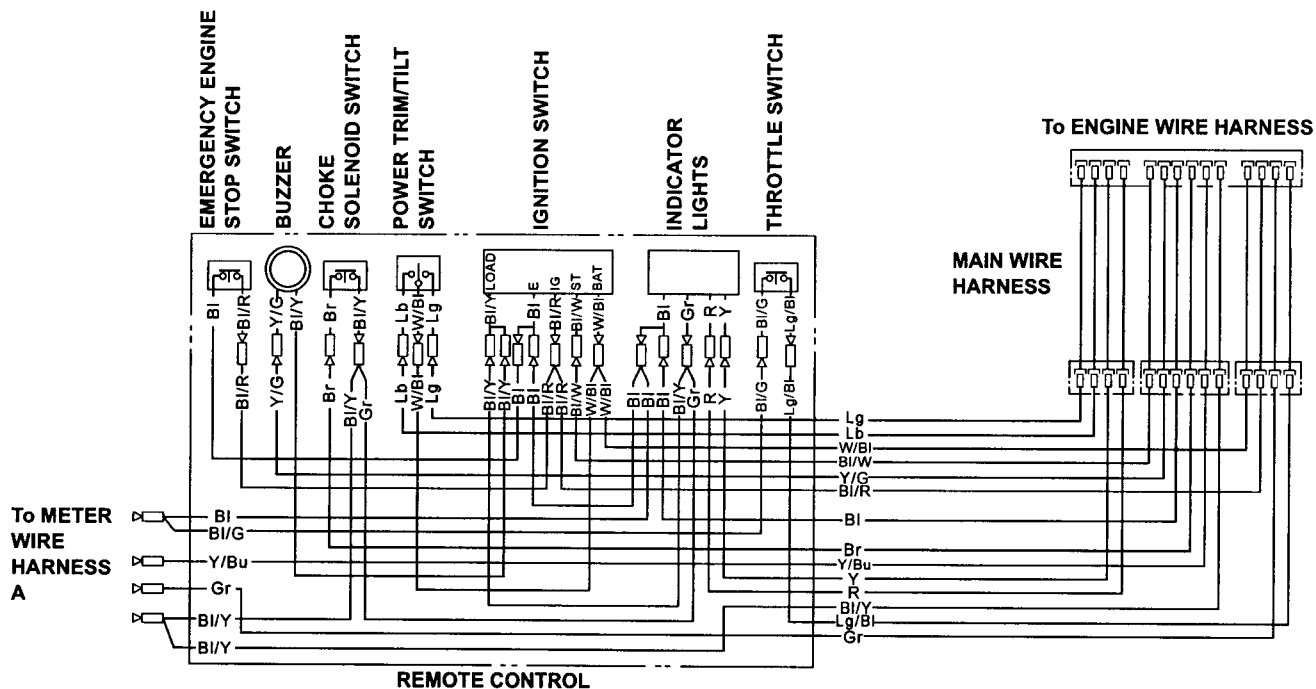 EMERGENCY ENGINE
STOP SWITCH
BUZZER
CHOKE
SOLENOID SWITCH
POWER TRIM/TILT
SWITCH
IGNITION SWITCH
INDICATOR
LIGHTS
THROTTLE SWITCH
To ENGINE WIRE HARNESS
MAIN WIRE
HARNESS
LOAD
E
IG
ST
BAT
Bl
Bl/R
Y/G
Bl/Y
Br
Bl/Y
Lb
W/Bl
Lg
Bl/Y
Bl
Bl/R
Bl/W
W/Bl
Bl
Gr
R
Y
Bl/G
Lg/Bl
Bl/R
Y/G
Br
Bl/Y
Gr
Lb
W/Bl
Lg
Bl/Y
Bl/Y
Bl
Bl
Bl/R
Bl/R
Bl/W
W/Bl
W/Bl
Bl
Bl
Bl
Bl/Y
Gr
R
Y
Bl/G
Lg/Bl
Lg
Lb
W/Bl
Bl/W
Y/G
Bl/R
Bl
Br
Y/Bu
Y
R
Bl/Y
Lg/Bl
Gr
To METER
WIRE
HARNESS
A
Bl
Bl/G
Y/Bu
Gr
Bl/Y
Bl/Y
REMOTE CONTROL